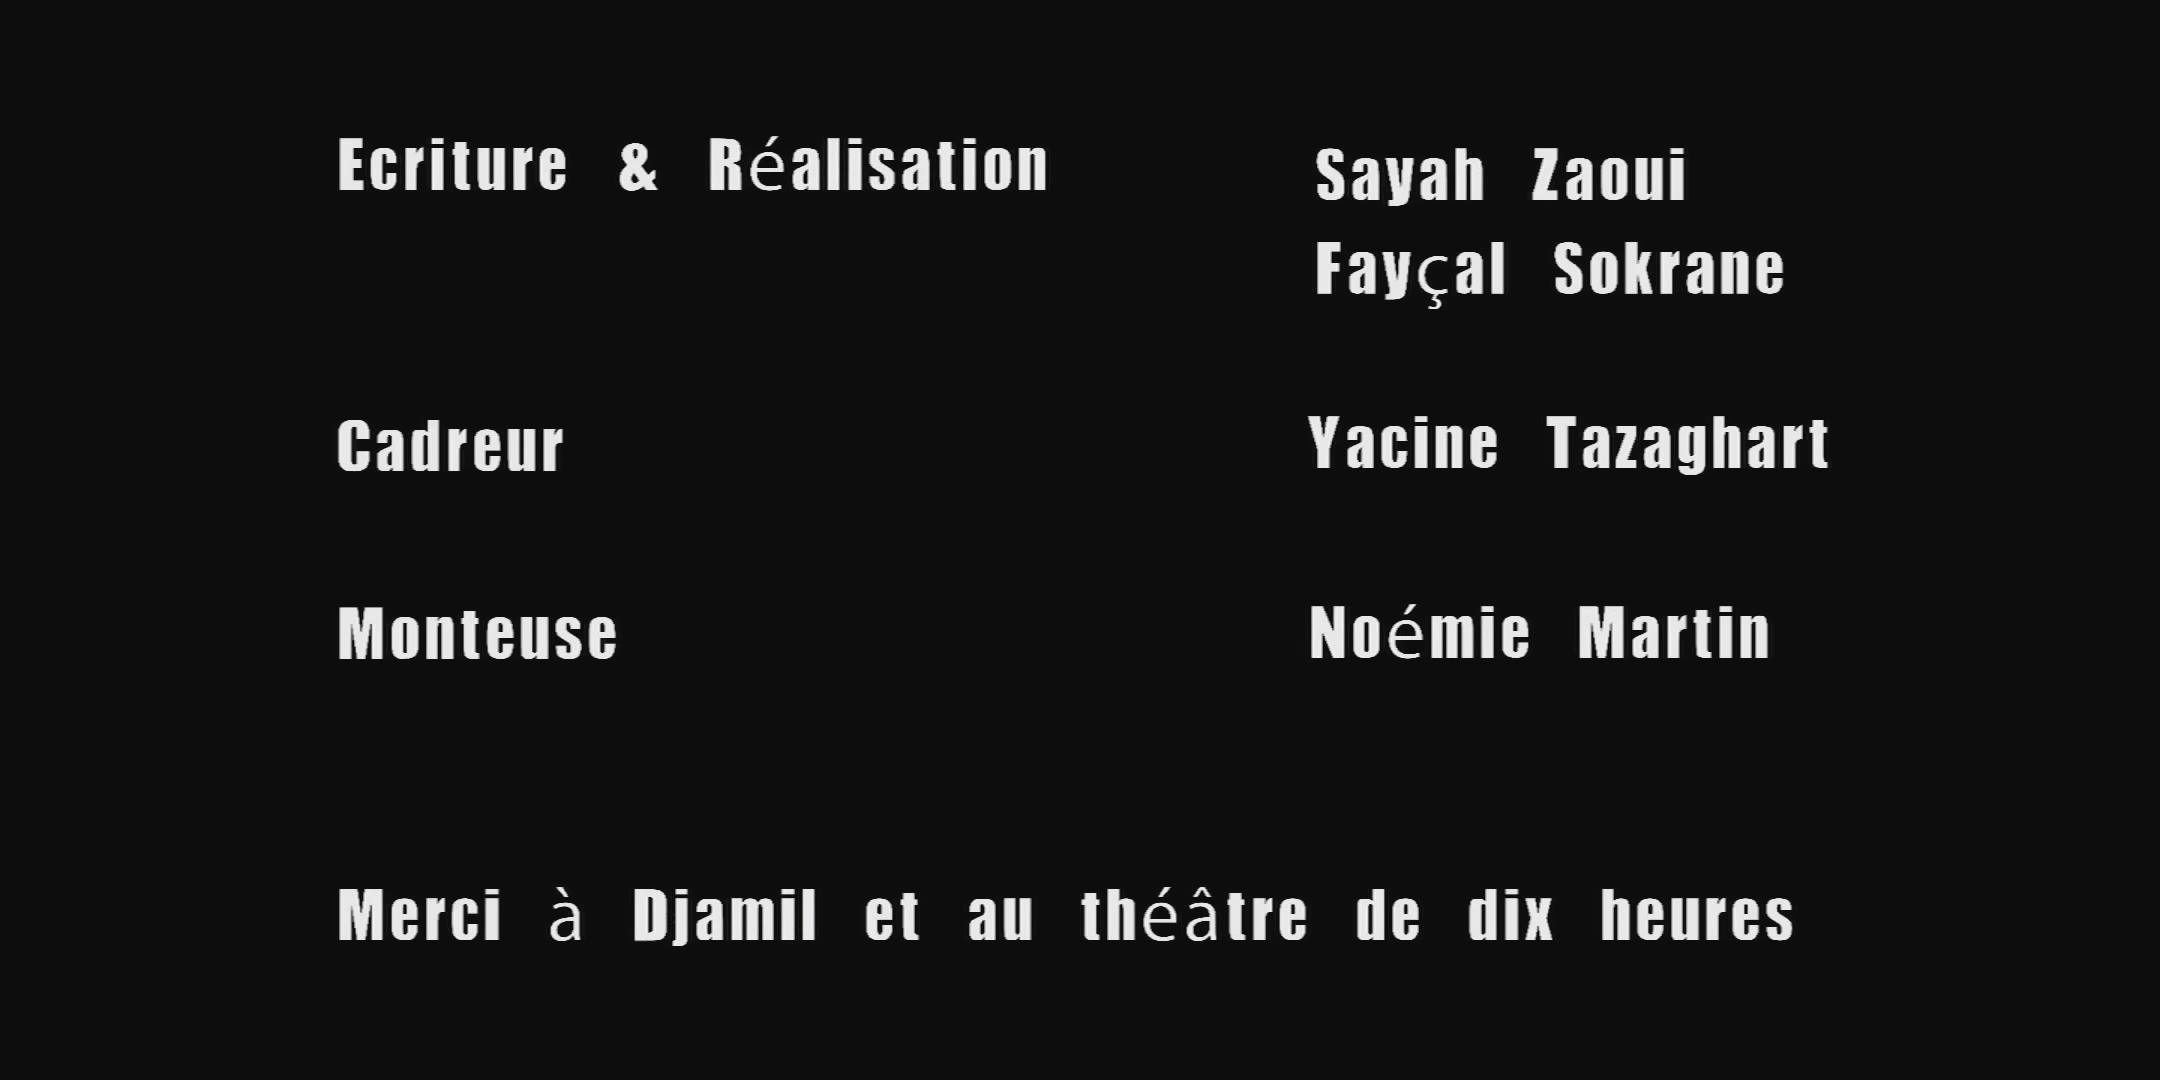 Ecriture & Réalisation Sayah Zaoui
Fayçal Sokrane
Cadreur Yacine Tazaghart
Monteuse Noémie Martin
Merci à Djamil et au théâtre de dix heures